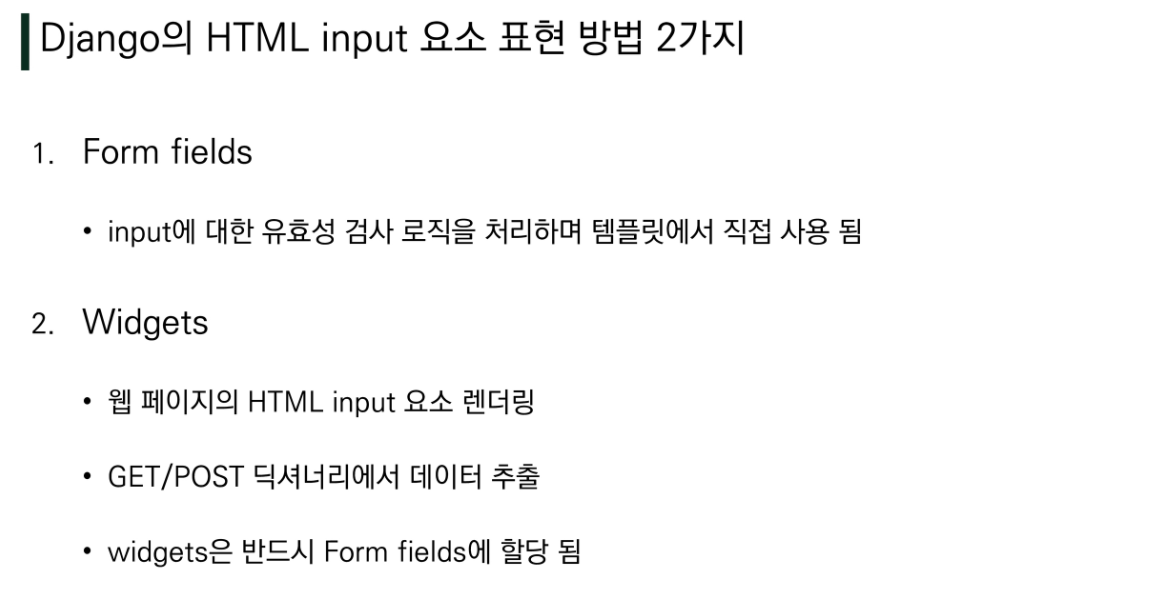 Django의 HTML input 요소 표현 방법 2가지
1. Form fields
• input에 대한 유효성 검사 로직을 처리하며 템플릿에서 직접 사용 됨
2. Widgets
• 웹 페이지의 HTML input 요소 렌더링
• GET/POST 딕셔너리에서 데이터 추출
• widgets은 반드시 Form fields에 할당 됨